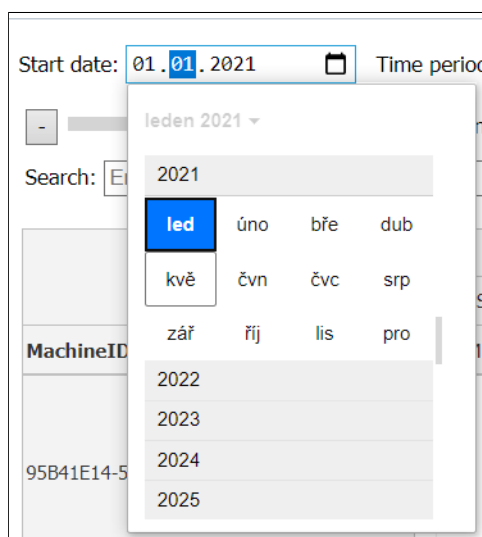 Start date: 01.01.2021 Time period
-
leden 2021
Search:
2021
led úno bře dub
kvě čvn čvc srp
zář říj lis pro
MachineID
2022
2023
2024
2025
95B41E14-5